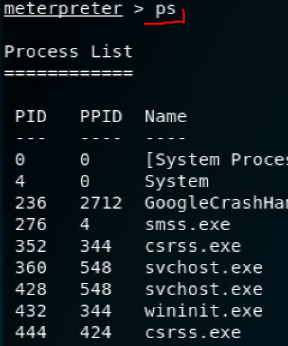 meterpreter > ps
Process List
============
PID PPID Name
--- ---- ----
0 0 [System Proces
4 0 System
236 2712 GoogleCrashHan
276 4 smss.exe
352 344 csrss.exe
360 548 svchost.exe
428 548 svchost.exe
432 344 wininit.exe
444 424 csrss.exe